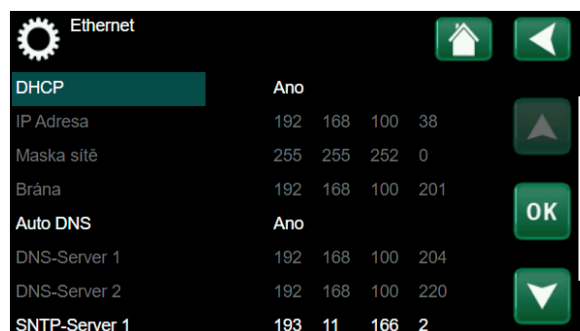 Ethernet
DHCP Ano
IP Adresa 192 168 100 38
Maska sítě 255 255 252 0
Brána 192 168 100 201
Auto DNS Ano
OK
DNS-Server 1 192 168 100 204
DNS-Server 2 192 168 100 220
SNTP-Server 1 193 11 166 2